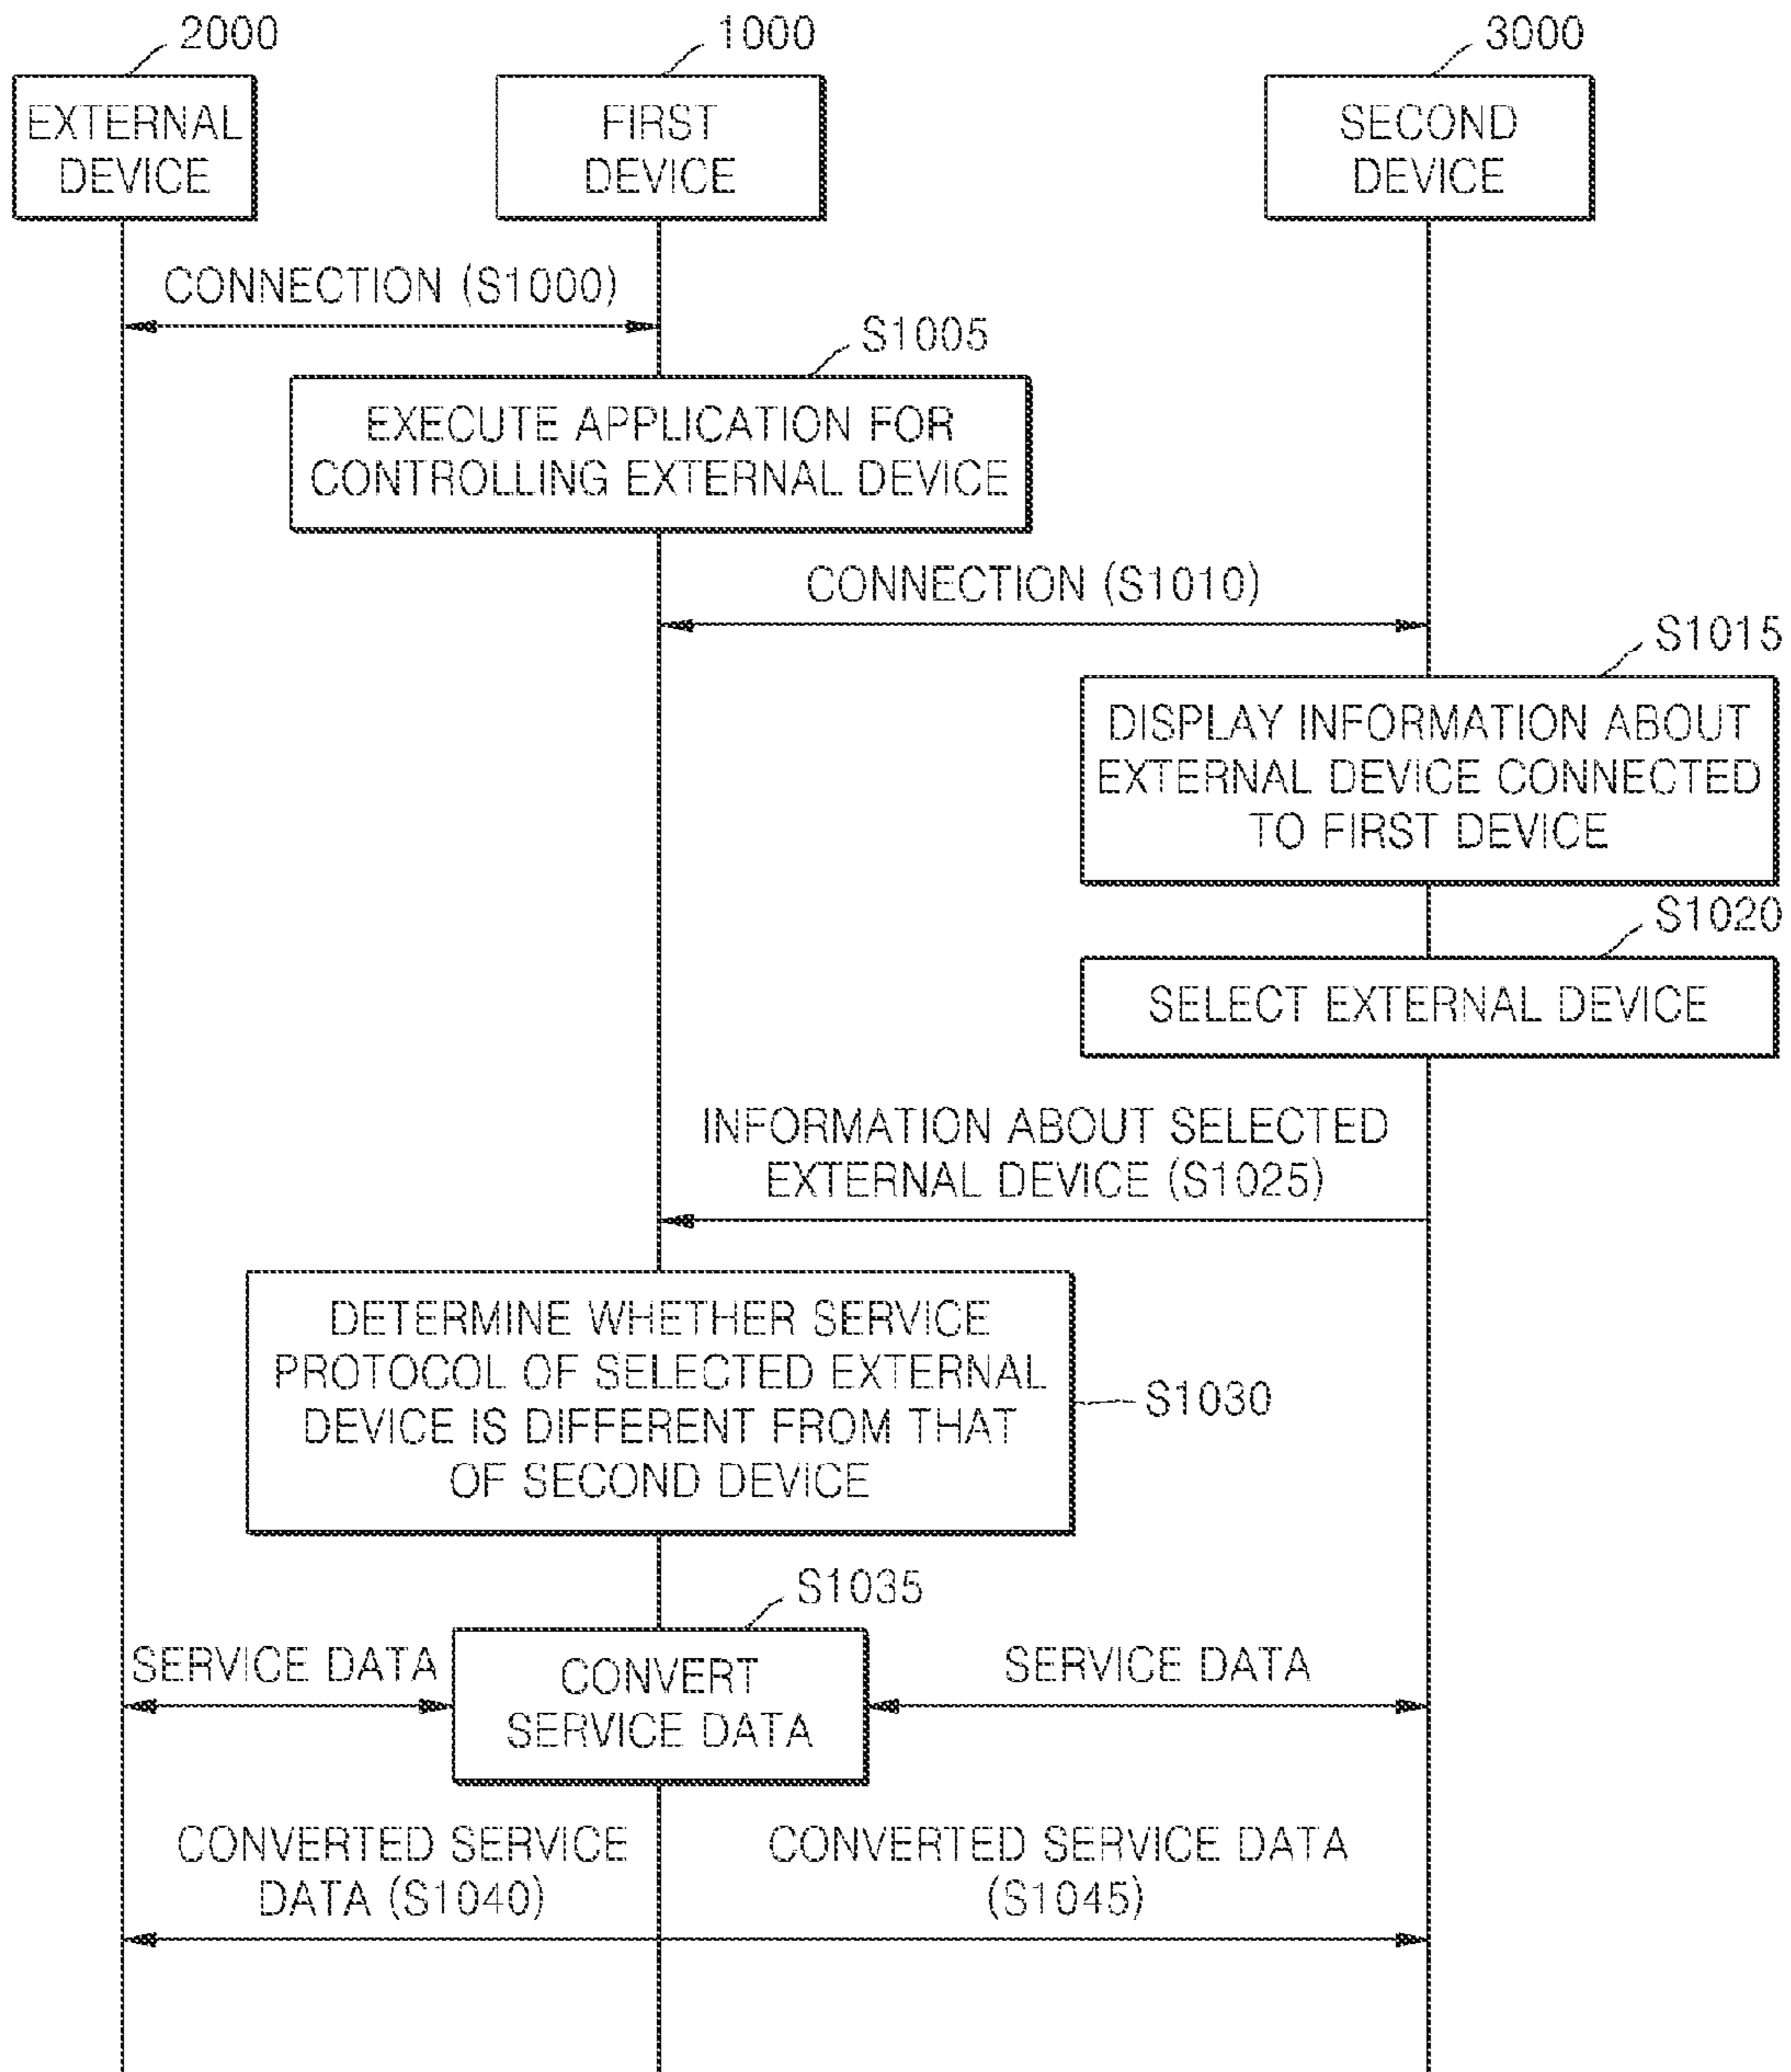 2000
1000
3000
EXTERNAL
DEVICE
FIRST
DEVICE
SECOND
DEVICE
CONNECTION (S1000)
S1005
EXECUTE APPLICATION FOR
CONTROLLING EXTERNAL DEVICE
CONNECTION (S1010)
S1015
DISPLAY INFORMATION ABOUT
EXTERNAL DEVICE CONNECTED
TO FIRST DEVICE
S1020
SELECT EXTERNAL DEVICE
INFORMATION ABOUT SELECTED
EXTERNAL DEVICE (S1025)
DETERMINE WHETHER SERVICE
PROTOCOL OF SELECTED EXTERNAL
DEVICE IS DIFFERENT FROM THAT
OF SECOND DEVICE
S1030
S1035
SERVICE DATA
CONVERT
SERVICE DATA
SERVICE DATA
CONVERTED SERVICE
DATA (S1040)
CONVERTED SERVICE DATA
(S1045)